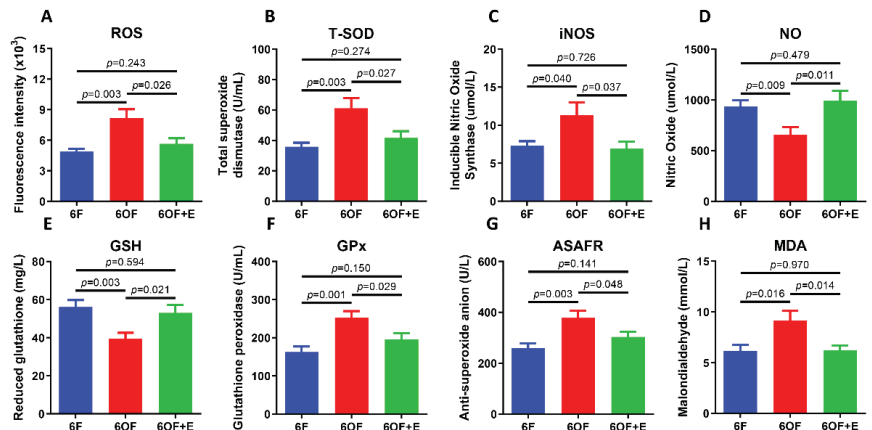 A
ROS
Fluorescence intensity (x10³)
12
9
6
3
0
p=0.243
p=0.003
p=0.026
6F
6OF
6OF+E
B
T-SOD
Total superoxide
dismutase (U/mL)
100
80
60
40
20
0
p=0.274
p=0.003
p=0.027
6F
6OF
6OF+E
C
iNOS
Inducible Nitric Oxide
Synthase (umol/L)
20
15
10
5
0
p=0.726
p=0.040
p=0.037
6F
6OF
6OF+E
D
NO
Nitric Oxide (umol/L)
1500
1000
500
0
p=0.479
p=0.009
p=0.011
6F
6OF
6OF+E
E
GSH
Reduced glutathione (mg/L)
80
60
40
20
0
p=0.594
p=0.003
p=0.021
6F
6OF
6OF+E
F
GPx
Glutathione peroxidase (U/mL)
400
300
200
100
0
p=0.150
p=0.001
p=0.029
6F
6OF
6OF+E
G
ASAFR
Anti-superoxide anion (U/L)
600
400
200
0
p=0.141
p=0.003
p=0.048
6F
6OF
6OF+E
H
MDA
Malondialdehyde (mmol/L)
15
10
5
0
p=0.970
p=0.016
p=0.014
6F
6OF
6OF+E